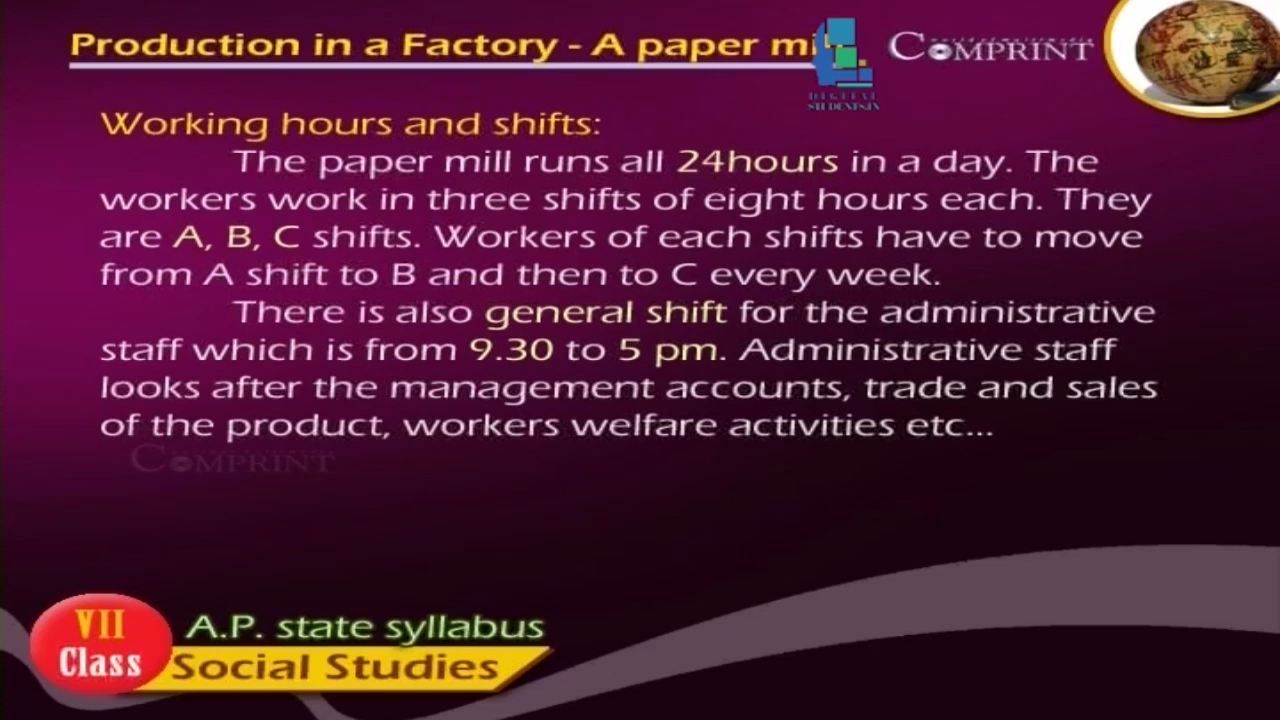 Production in a Factory - A paper mi
COMPRINT
DIGITAL
STUDENTS.IN
Working hours and shifts:
The paper mill runs all 24hours in a day. The
workers work in three shifts of eight hours each. They
are A, B, C shifts. Workers of each shifts have to move
from A shift to B and then to C every week.
There is also general shift for the administrative
staff which is from 9.30 to 5 pm. Administrative staff
looks after the management accounts, trade and sales
of the product, workers welfare activities etc...
COMPRINT
VII
Class
A.P. state syllabus
Social Studies